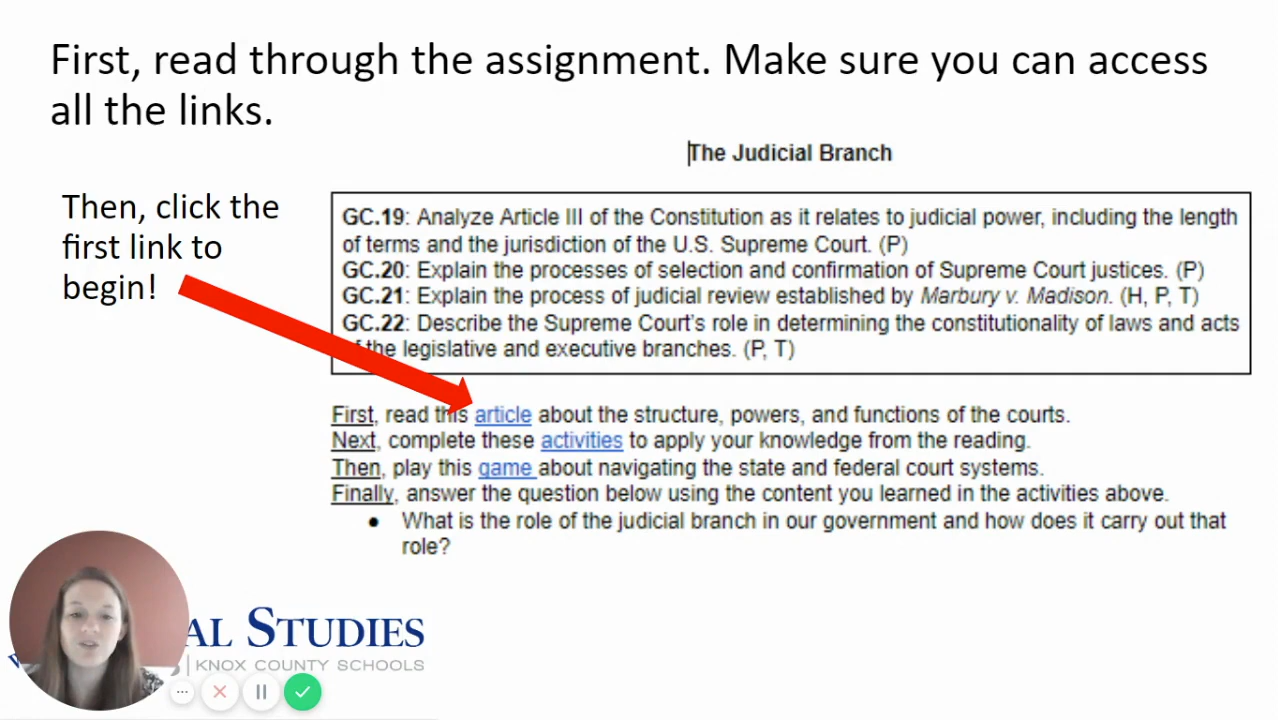 First, read through the assignment. Make sure you can access
all the links.
The Judicial Branch
Then, click the
first link to
begin!
GC.19: Analyze Article III of the Constitution as it relates to judicial power, including the length
of terms and the jurisdiction of the U.S. Supreme Court. (P)
GC.20: Explain the processes of selection and confirmation of Supreme Court justices. (P)
GC.21: Explain the process of judicial review established by Marbury v. Madison. (H, P, T)
GC.22: Describe the Supreme Court's role in determining the constitutionality of laws and acts
the legislative and executive branches. (P, T)
First, read this article about the structure, powers, and functions of the courts.
Next, complete these activities to apply your knowledge from the reading.
Then, play this game about navigating the state and federal court systems.
Finally, answer the question below using the content you learned in the activities above.
● What is the role of the judicial branch in our government and how does it carry out that
role?
STUDIES
KNOX COUNTY SCHOOLS